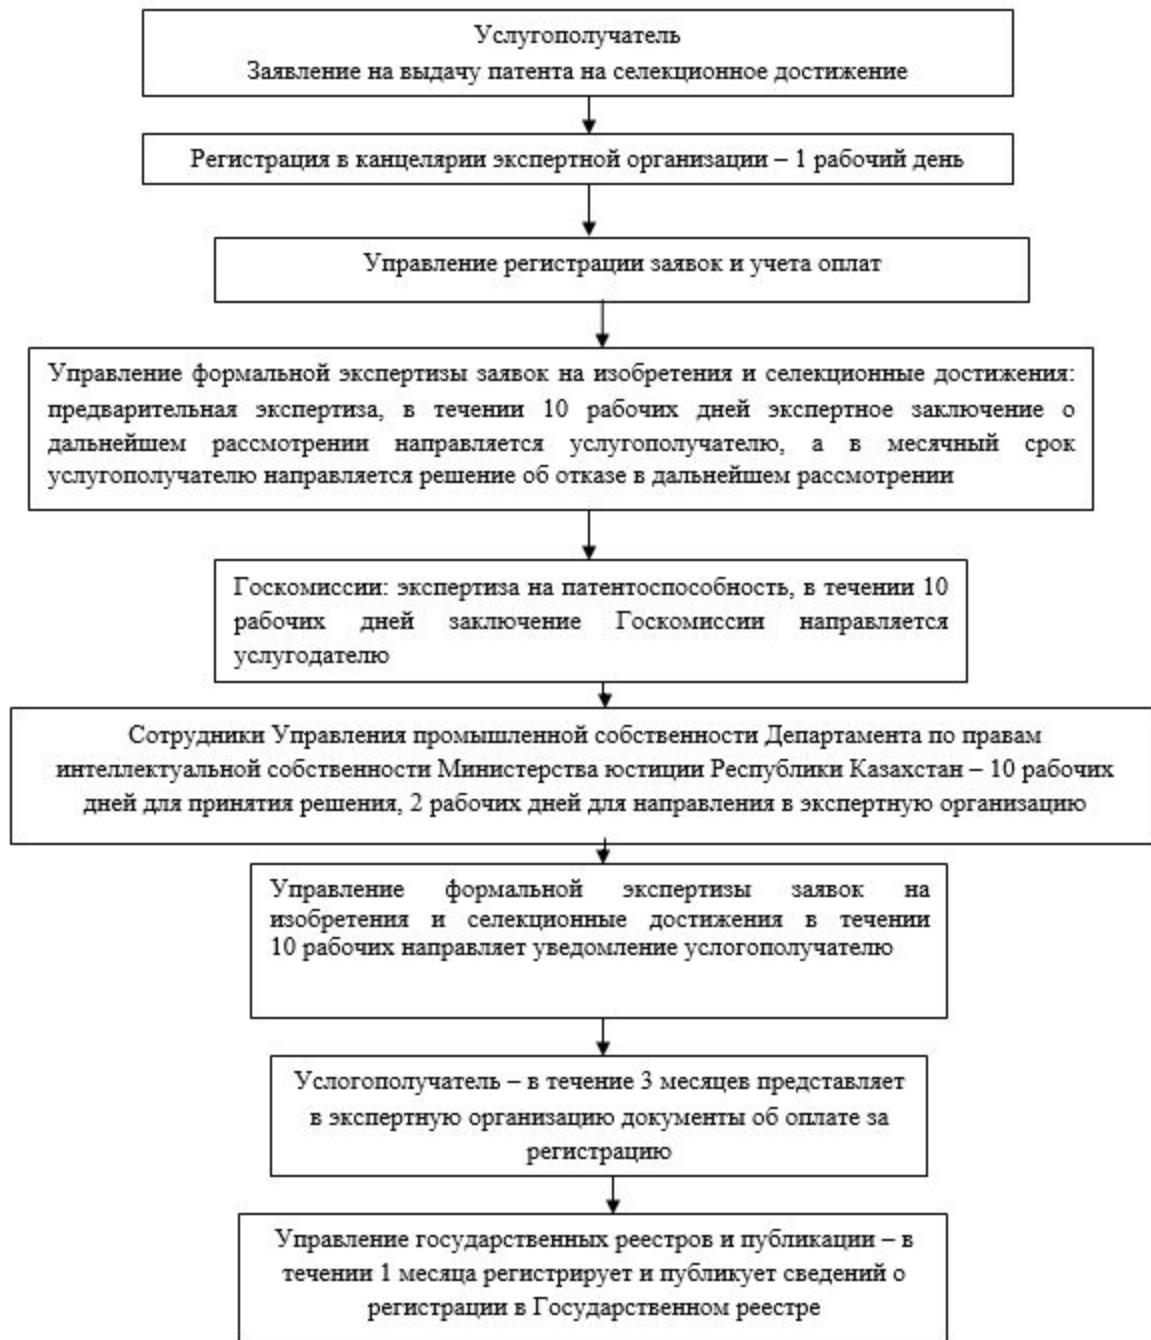 Услугополучатель
Заявление на выдачу патента на селекционное достижение
Регистрация в канцелярии экспертной организации – 1 рабочий день
Управление регистрации заявок и учета оплат
Управление формальной экспертизы заявок на изобретения и селекционные достижения:
предварительная экспертиза, в течении 10 рабочих дней экспертное заключение о
дальнейшем рассмотрении направляется услугополучателю, а в месячный срок
услугополучателю направляется решение об отказе в дальнейшем рассмотрении
Госкомиссии: экспертиза на патентоспособность, в течении 10
рабочих дней заключение Госкомиссии направляется
услугодателю
Сотрудники Управления промышленной собственности Департамента по правам
интеллектуальной собственности Министерства юстиции Республики Казахстан – 10 рабочих
дней для принятия решения, 2 рабочих дней для направления в экспертную организацию
Управление формальной экспертизы заявок на
изобретения и селекционные достижения в течении
10 рабочих направляет уведомление услогополучателю
Услогополучатель – в течение 3 месяцев представляет
в экспертную организацию документы об оплате за
регистрацию
Управление государственных реестров и публикации – в
течении 1 месяца регистрирует и публикует сведений о
регистрации в Государственном реестре